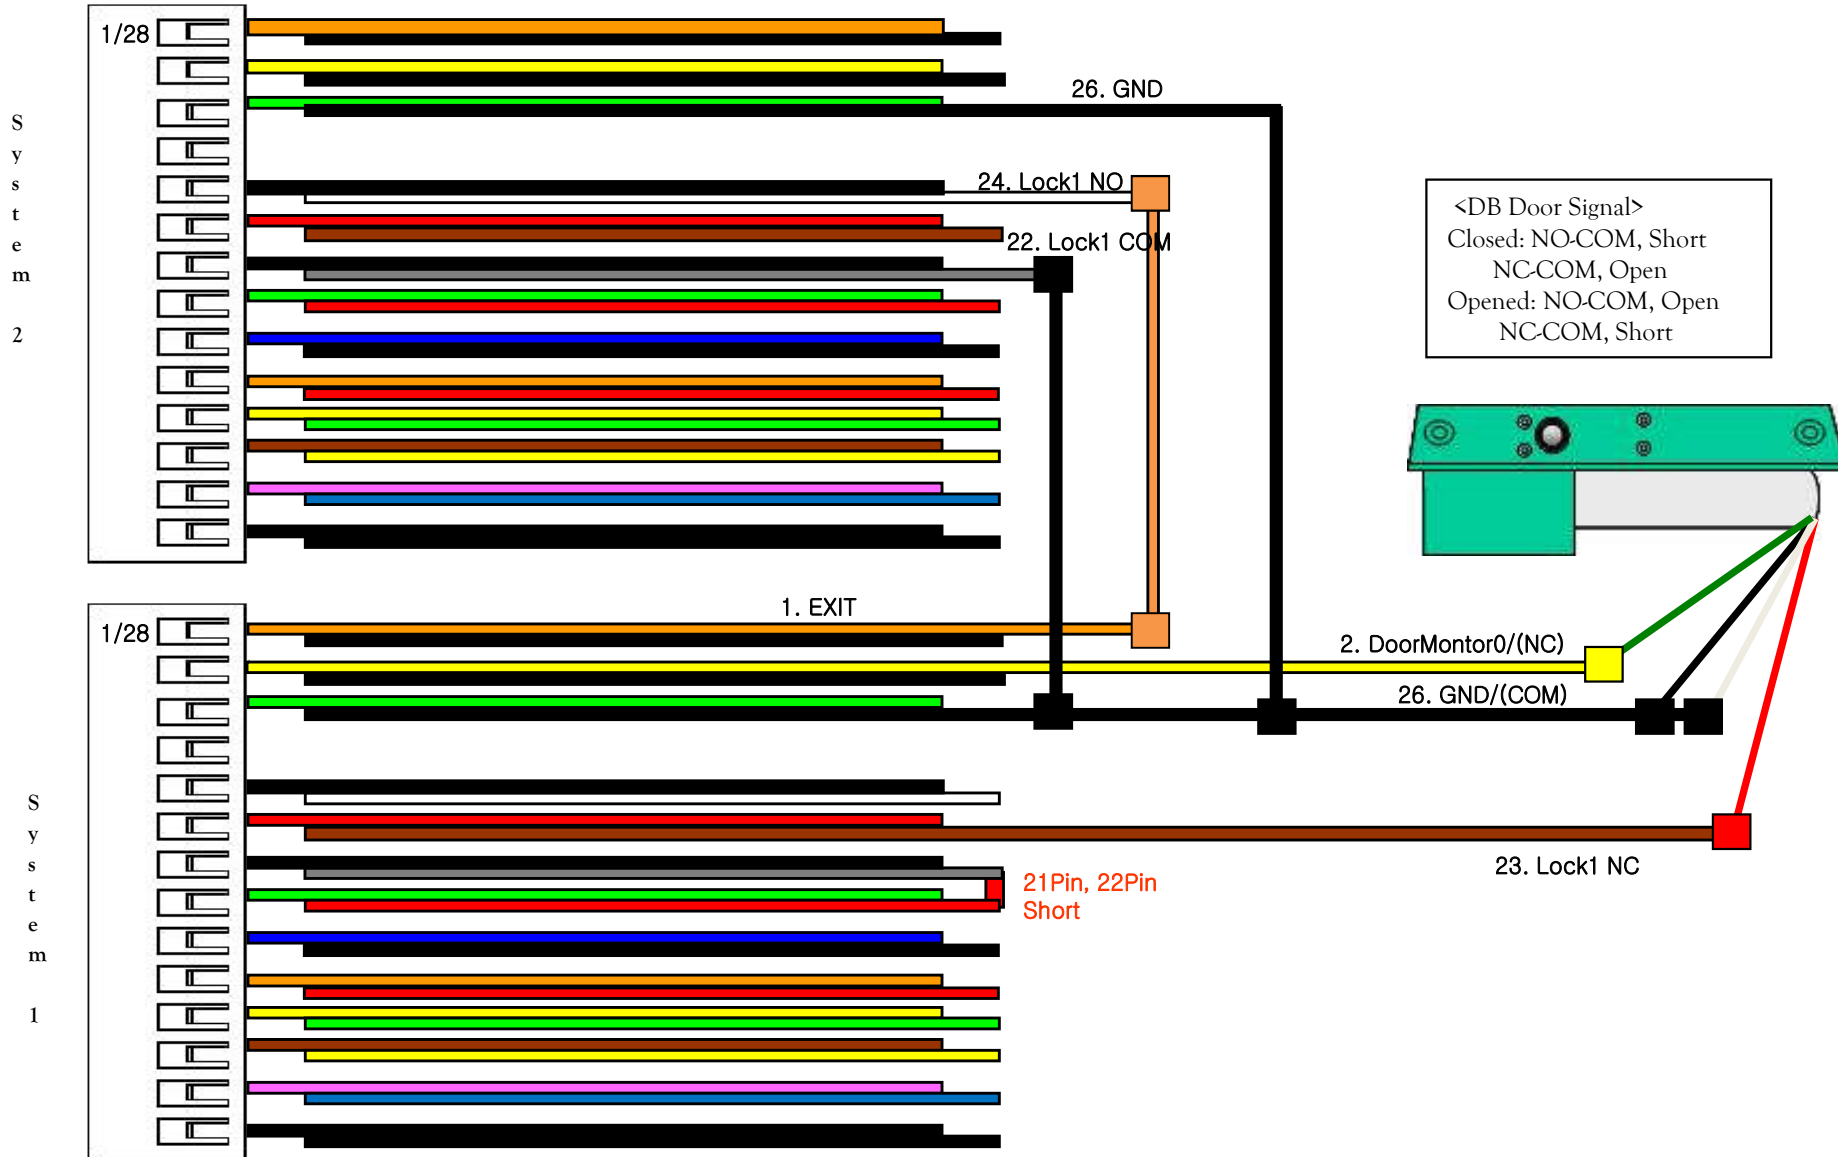 1/28
System 2
26. GND
24. Lock1 NO
22. Lock1 COM
<DB Door Signal>
Closed: NO-COM, Short
NC-COM, Open
Opened: NO-COM, Open
NC-COM, Short
1. EXIT
1/28
System 1
2. DoorMontor0/(NC)
26. GND/(COM)
23. Lock1 NC
21Pin, 22Pin
Short